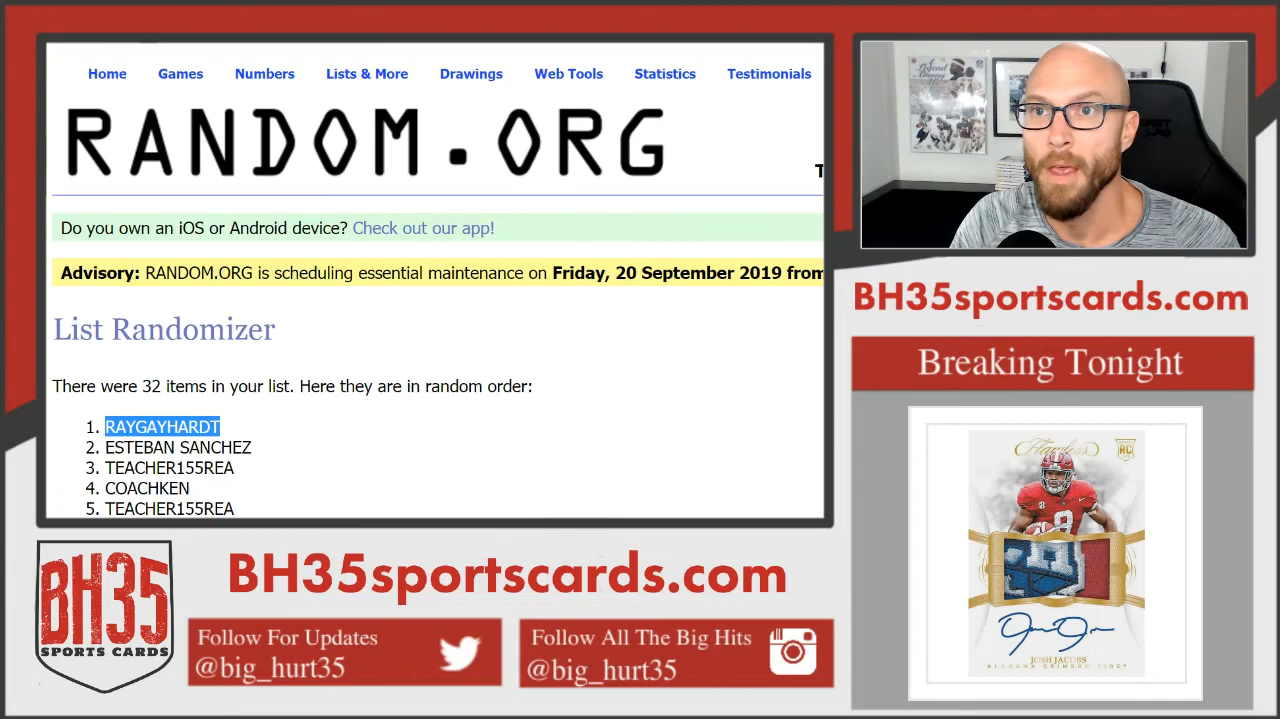 Home Games Numbers Lists & More Drawings Web Tools Statistics Testimonials
RANDOM.ORG
T
Do you own an iOS or Android device? Check out our app!
Advisory: RANDOM.ORG is scheduling essential maintenance on Friday, 20 September 2019 from
List Randomizer
There were 32 items in your list. Here they are in random order:
1. RAYGAYHARDT
2. ESTEBAN SANCHEZ
3. TEACHER155REA
4. COACHKEN
5. TEACHER155REA
BH35sportscards.com
Breaking Tonight
Flawless
RC
JOSH JACOBS
ALABAMA CRIMSON TIDE
BH35
SPORTS CARDS
BH35sportscards.com
Follow For Updates
@big_hurt35
Follow All The Big Hits
@big_hurt35